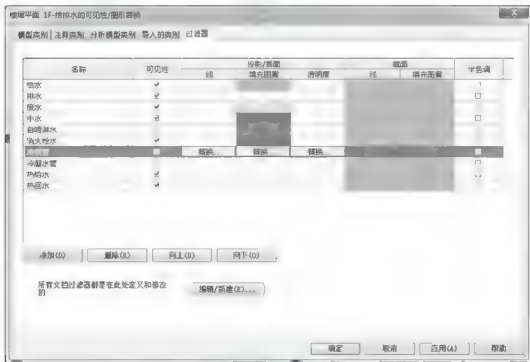 楼层平面 1F-给排水的可见性/图形替换
模型类别 注释类别 分析模型类别 导入的类别 过滤器
名称 可见性 投影/表面 截面 半色调
线 填充图案 透明度 线 填充图案
给水
排水
废水
中水
自喷淋水
消火栓水
替换... 替换... 替换...
冷凝水管
热给水
热回水
添加(D) 删除(R) 向上(U) 向下(O)
所有文档过滤器都是在此处定义和修改
的
编辑/新建(E)...
确定 取消 应用(A) 帮助